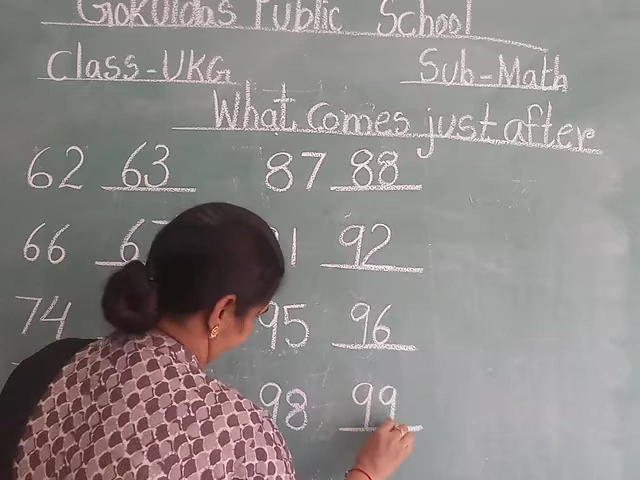 Gokuldas Public School
Class-UKG Sub-Math
What comes just after
62 63 87 88
66 92
74 95 96
98 99